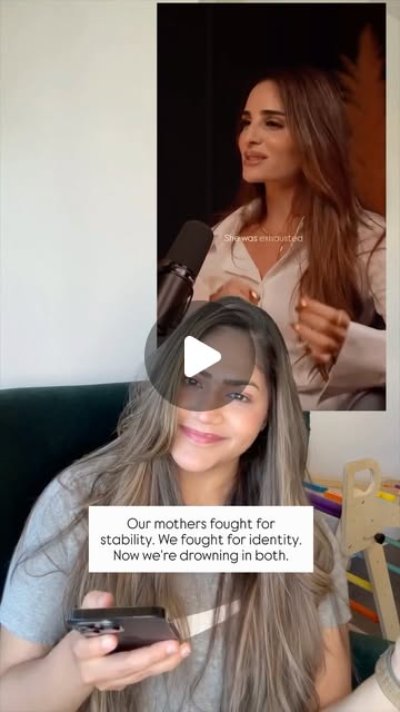 She was exhausted
Our mothers fought for
stability. We fought for identity.
Now we're drowning in both.